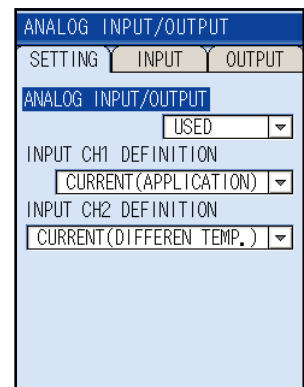 ANALOG INPUT/OUTPUT
SETTING INPUT OUTPUT
ANALOG INPUT/OUTPUT
USED
INPUT CH1 DEFINITION
CURRENT(APPLICATION)
INPUT CH2 DEFINITION
CURRENT(DIFFEREN TEMP.)